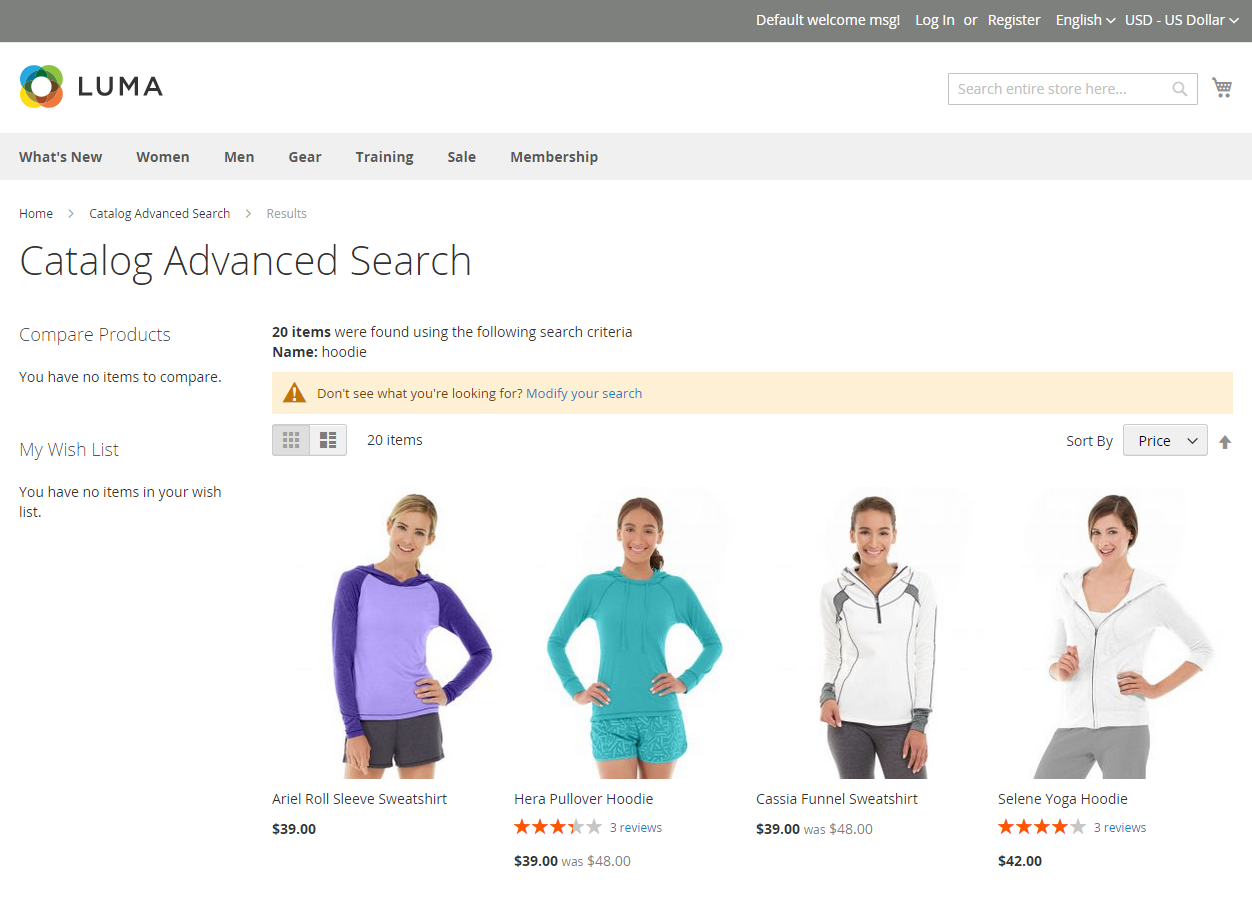 Default welcome msg! Log In or Register English USD - US Dollar
LUMA
Search entire store here...
What's New Women Men Gear Training Sale Membership
Home Catalog Advanced Search Results
Catalog Advanced Search
Compare Products
You have no items to compare.
My Wish List
You have no items in your wish
list.
20 items were found using the following search criteria
Name: hoodie
Don't see what you're looking for? Modify your search
20 items
Sort By Price
Ariel Roll Sleeve Sweatshirt
$39.00
Hera Pullover Hoodie
3 reviews
$39.00 was $48.00
Cassia Funnel Sweatshirt
$39.00 was $48.00
Selene Yoga Hoodie
3 reviews
$42.00